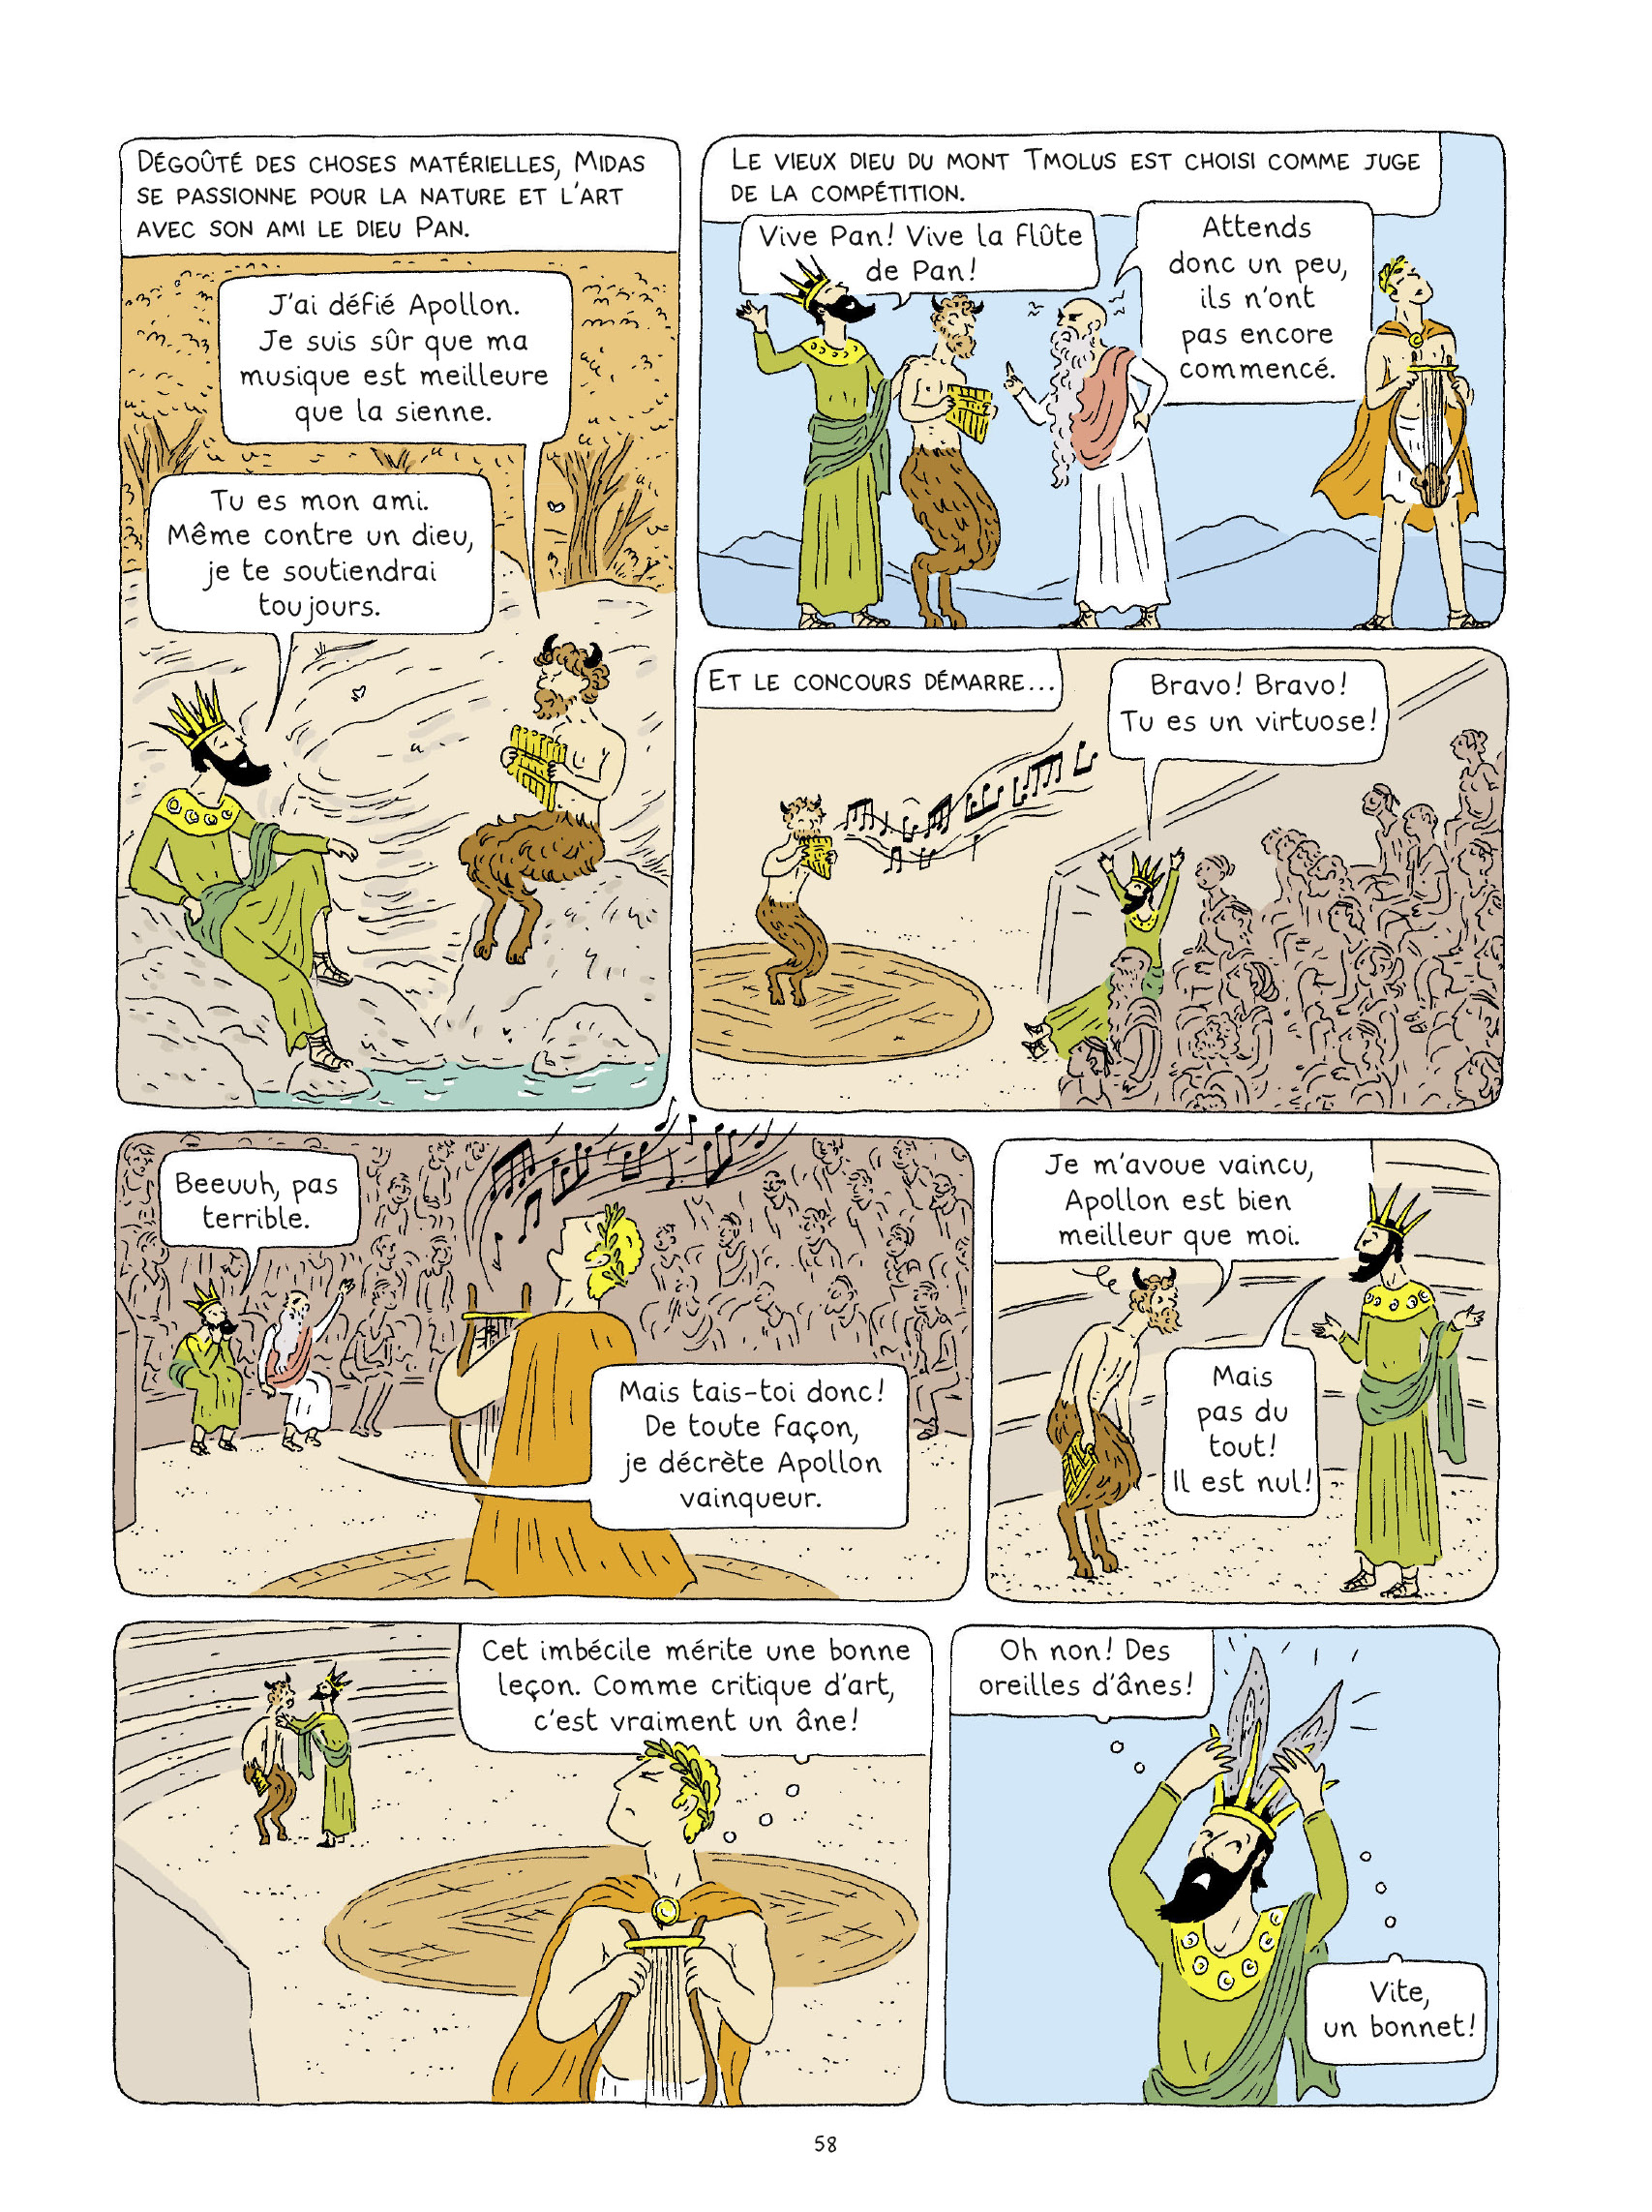 Dégoûté des choses matérielles, Midas
se passionne pour la nature et l'art
avec son ami le dieu Pan.
J'ai défié Apollon.
Je suis sûr que ma
musique est meilleure
que la sienne.
Tu es mon ami.
Même contre un dieu,
je te soutiendrai
toujours.
Le vieux dieu du mont Tmolus est choisi comme juge
de la compétition.
Vive Pan! Vive la flûte
de Pan!
Attends
donc un peu,
ils n'ont
pas encore
commencé.
Et le concours démarre...
Bravo! Bravo!
Tu es un virtuose!
Beeuuh, pas
terrible.
Mais tais-toi donc!
De toute façon,
je décrète Apollon
vainqueur.
Je m'avoue vaincu,
Apollon est bien
meilleur que moi.
Mais
pas du
tout!
Il est nul!
Cet imbécile mérite une bonne
leçon. Comme critique d'art,
c'est vraiment un âne!
Oh non! Des
oreilles d'ânes!
Vite,
un bonnet!
58